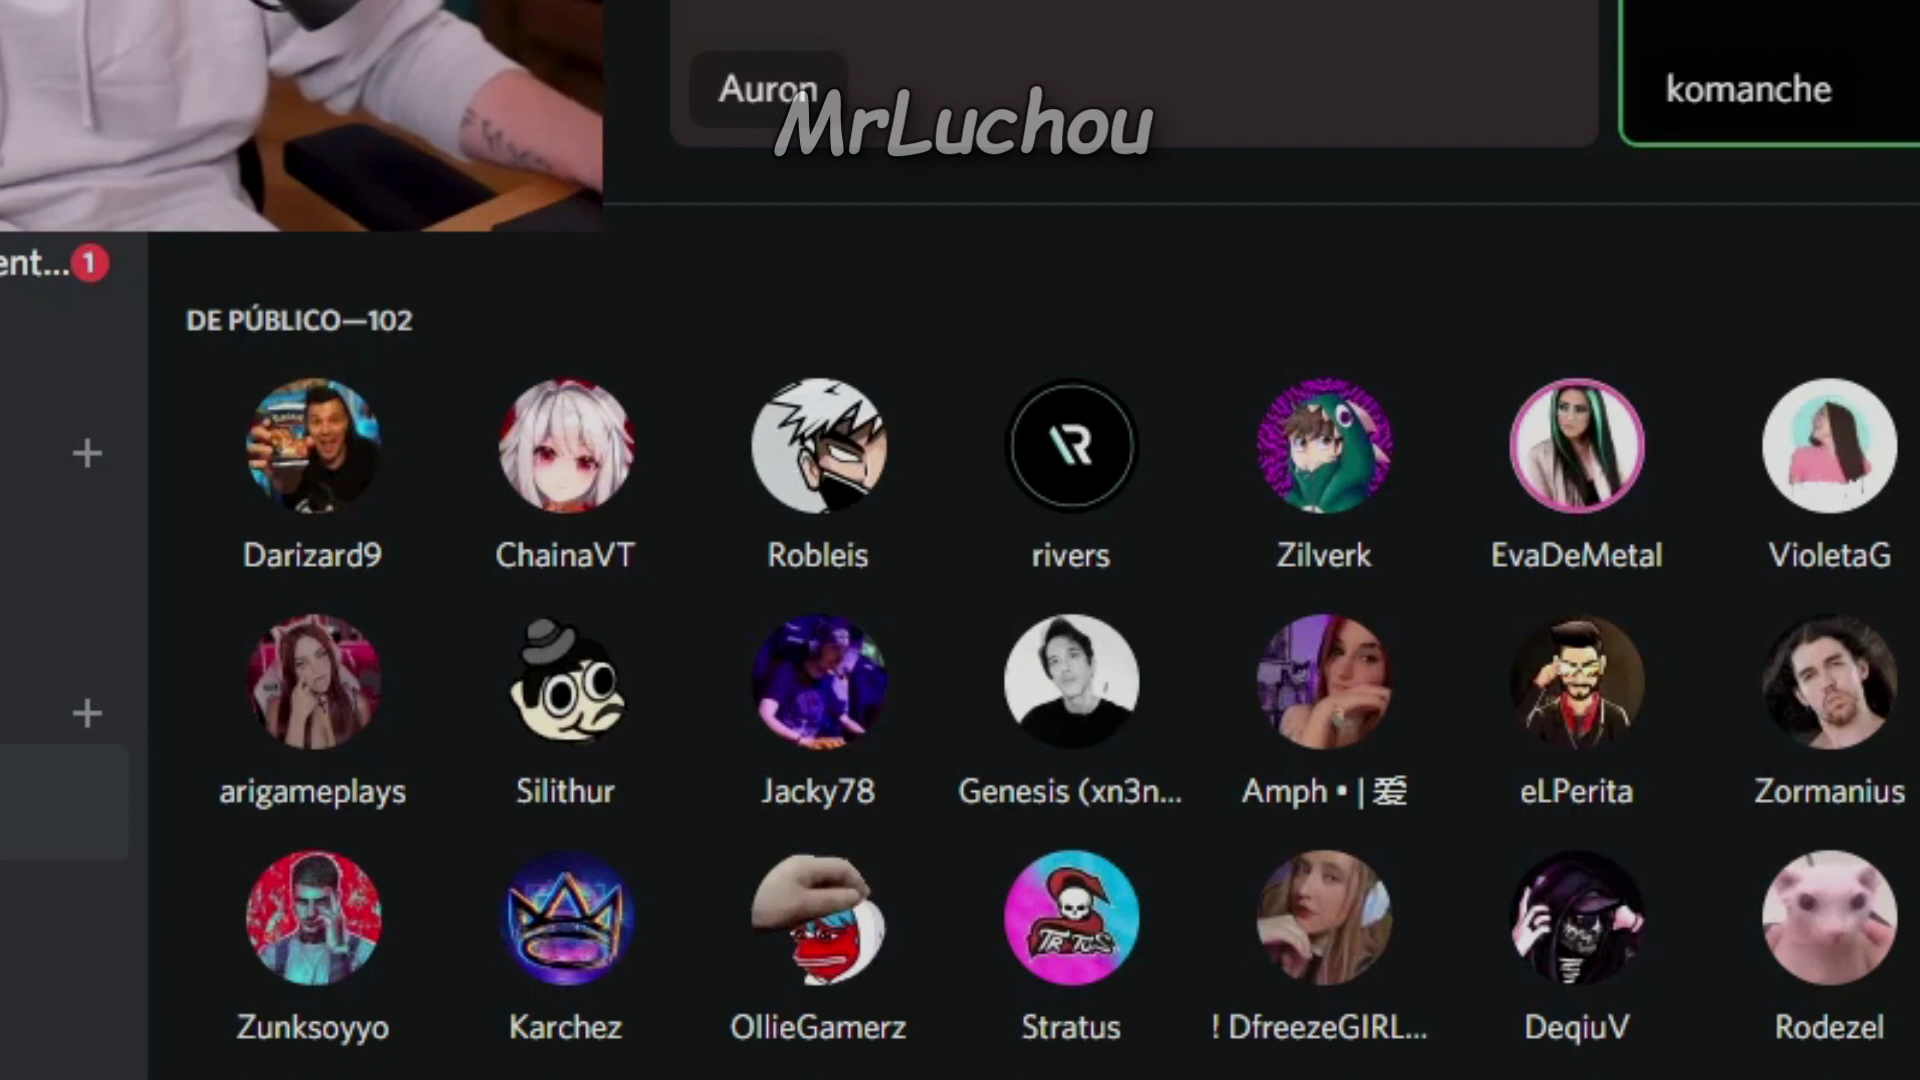 Auron
komanche
MrLuchou
ent...
1
DE PÚBLICO—102
Darizard9
ChainaVT
Robleis
rivers
Zilverk
EvaDeMetal
VioletaG
arigameplays
Silithur
Jacky78
Genesis (xn3n...
Amph • | 爱
eLPerita
Zormanius
Zunksoyyo
Karchez
OllieGamerz
Stratus
! DfreezeGIRL...
DeqiuV
Rodezel